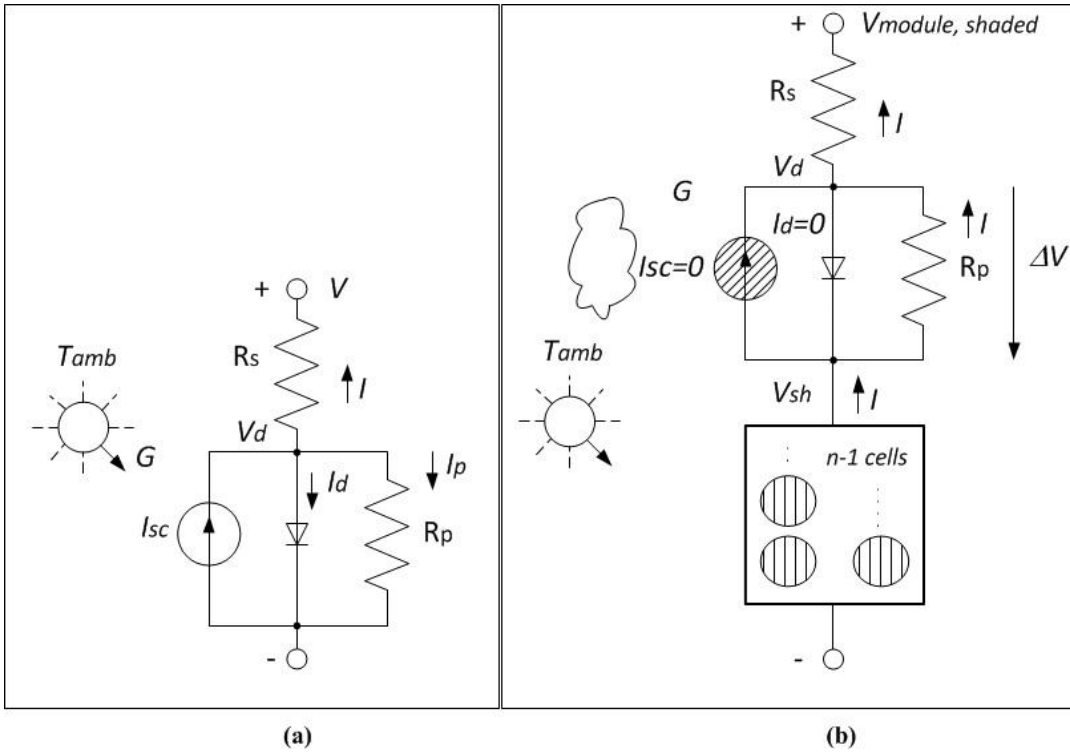 + V
Rs
I
Tamb
G
Vd
Id
Ip
Isc
Rp
-
(a)
+ Vmodule, shaded
Rs
I
Vd
G
Id=0
I
Isc=0
Rp
ΔV
Tamb
Vsh
I
n-1 cells
-
(b)